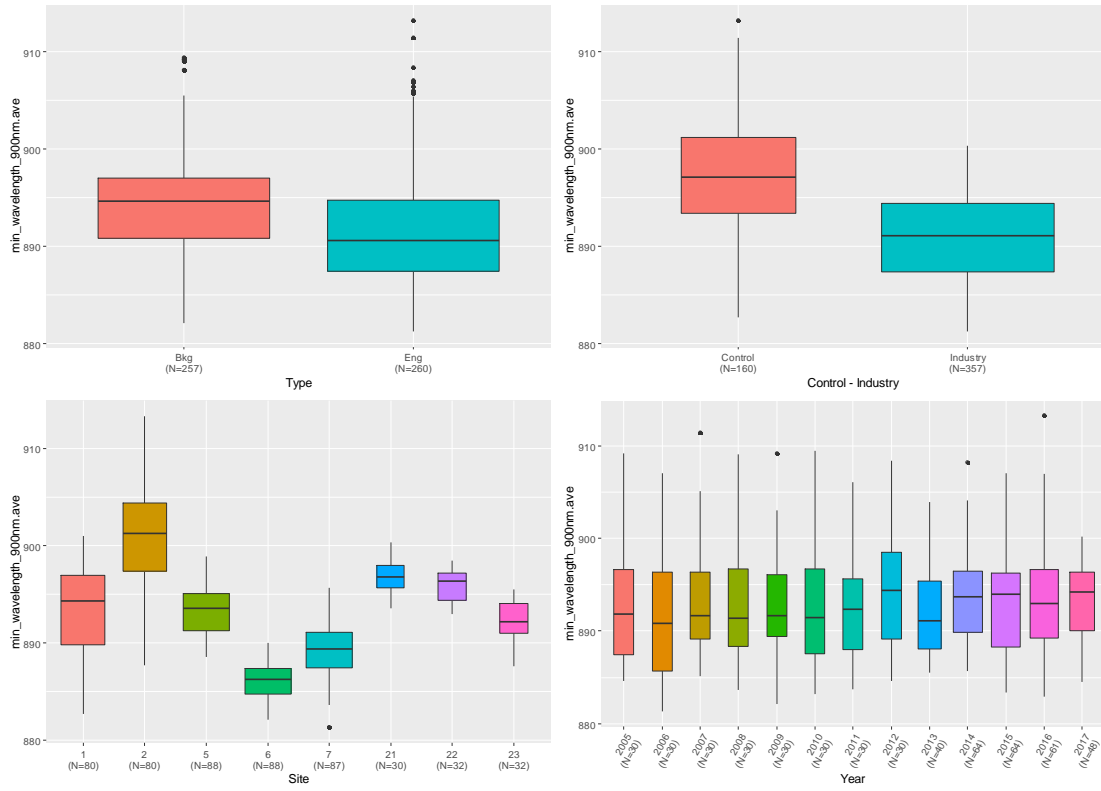 min_wavelength_900nm.ave
910
900
890
880
Bkg
(N=257)
Eng
(N=260)
Type
min_wavelength_900nm.ave
910
900
890
880
Control
(N=160)
Industry
(N=357)
Control - Industry
min_wavelength_900nm.ave
910
900
890
880
1
(N=80)
2
(N=80)
5
(N=88)
6
(N=88)
7
(N=87)
21
(N=30)
22
(N=32)
23
(N=32)
Site
min_wavelength_900nm.ave
910
900
890
880
2005
(N=30)
2006
(N=30)
2007
(N=30)
2008
(N=30)
2009
(N=30)
2010
(N=30)
2011
(N=30)
2012
(N=30)
2013
(N=40)
2014
(N=64)
2015
(N=64)
2016
(N=61)
2017
(N=48)
Year